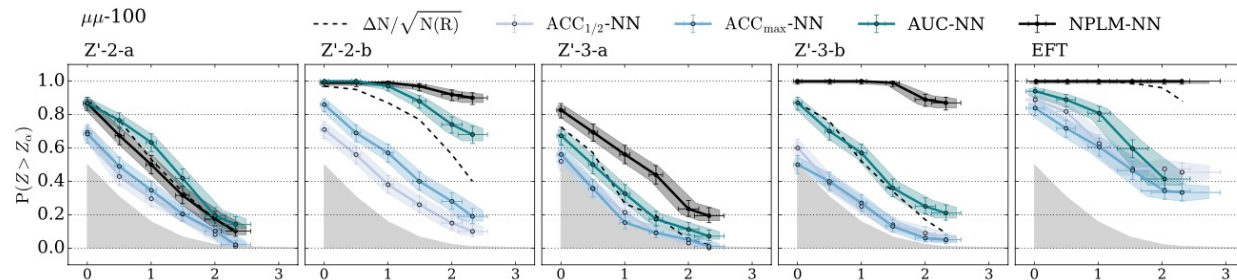 μμ-100
ΔN/√N(R) ACC1/2-NN ACCmax-NN AUC-NN NPLM-NN
Z'-2-a Z'-2-b Z'-3-a Z'-3-b EFT
P(Z > Zα)
1.0
0.8
0.6
0.4
0.2
0.0
0 1 2 3 0 1 2 3 0 1 2 3 0 1 2 3 0 1 2 3